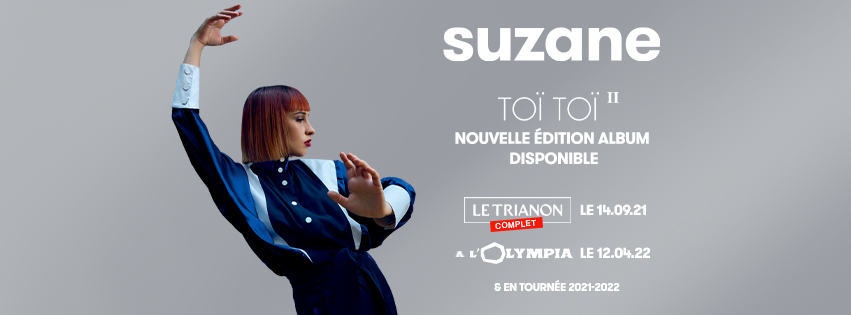 suzane
TOÏ TOÏ II
NOUVELLE ÉDITION ALBUM
DISPONIBLE
LE TRIANON LE 14.09.21
COMPLET
A L'OLYMPIA LE 12.04.22
& EN TOURNÉE 2021-2022